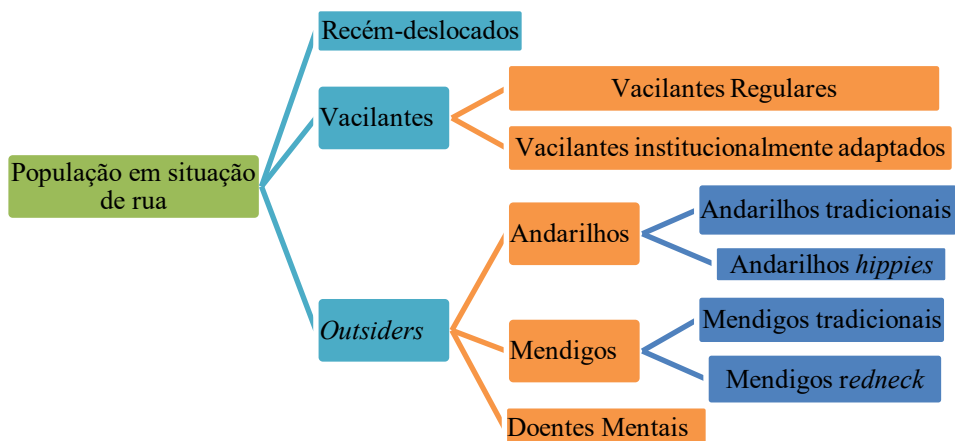 População em situação
de rua
Recém-deslocados
Vacilantes
Vacilantes Regulares
Vacilantes institucionalmente adaptados
Outsiders
Andarilhos
Andarilhos tradicionais
Andarilhos hippies
Mendigos
Mendigos tradicionais
Mendigos redneck
Doentes Mentais